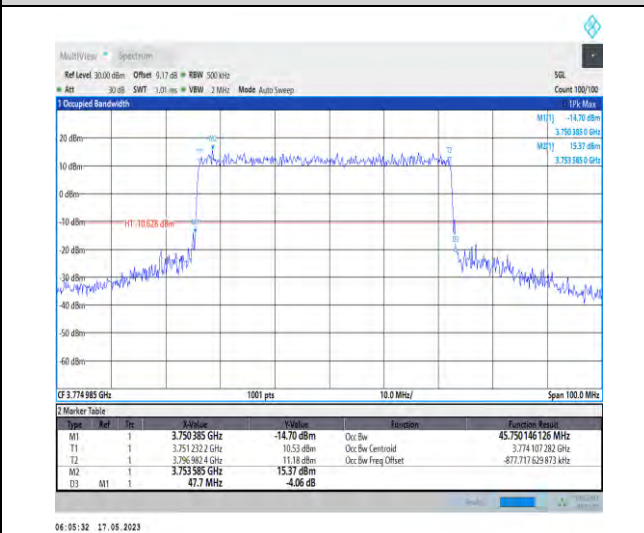 MultiView Spectrum
Ref Level 30.00 dBm Offset 9.17 dB RBW 500 kHz SGL
Att 30 dB SWT 1.01 ms VBW 2 MHz Mode Auto Sweep Count 100/100
1 Occupied Bandwidth 1Pk Max
M1[1] -14.70 dBm
3.750 385 0 GHz
M2[1] 15.37 dBm
3.753 585 0 GHz
20 dBm
10 dBm
0 dBm
-10 dBm
H1 -10.628 dBm
-20 dBm
-30 dBm
-40 dBm
-50 dBm
-60 dBm
M2
T1
T2
M1
D3
CF 3.774 985 GHz 1001 pts 10.0 MHz/ Span 100.0 MHz
2 Marker Table
Type Ref Trc X-Value Y-Value Function Function Result
M1 1 3.750 385 GHz -14.70 dBm Occ Bw 45.750 146 126 MHz
T1 1 3.751 232 2 GHz 10.53 dBm Occ Bw Centroid 3.774 107 282 GHz
T2 1 3.796 982 4 GHz 11.18 dBm Occ Bw Freq Offset -877.717 629 873 kHz
M2 1 3.753 585 GHz 15.37 dBm
D3 M1 1 47.7 MHz -4.06 dB
06:05:32 17.05.2023